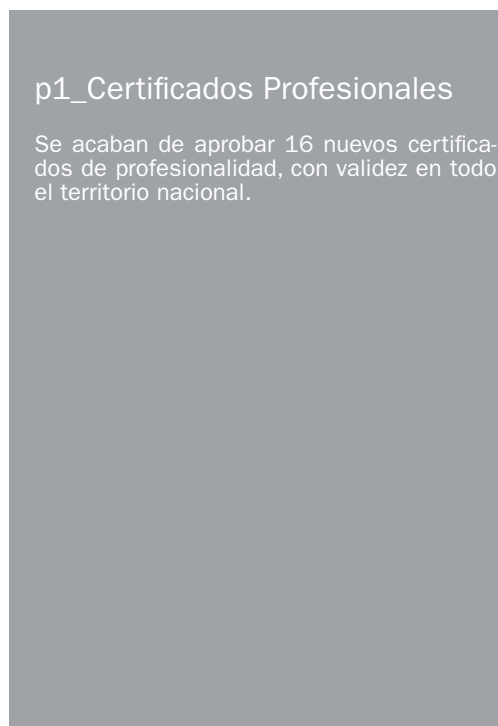 p1_Certificados Profesionales
Se acaban de aprobar 16 nuevos certifica-
dos de profesionalidad, con validez en todo
el territorio nacional.